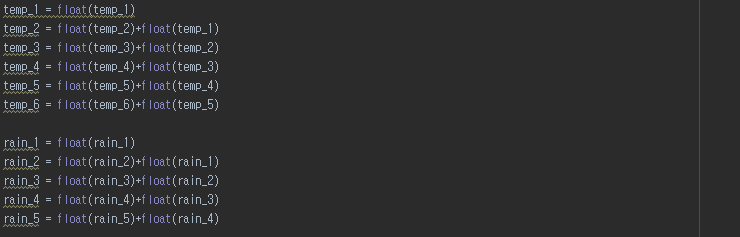 temp_1 = float(temp_1)
temp_2 = float(temp_2)+float(temp_1)
temp_3 = float(temp_3)+float(temp_2)
temp_4 = float(temp_4)+float(temp_3)
temp_5 = float(temp_5)+float(temp_4)
temp_6 = float(temp_6)+float(temp_5)
rain_1 = float(rain_1)
rain_2 = float(rain_2)+float(rain_1)
rain_3 = float(rain_3)+float(rain_2)
rain_4 = float(rain_4)+float(rain_3)
rain_5 = float(rain_5)+float(rain_4)